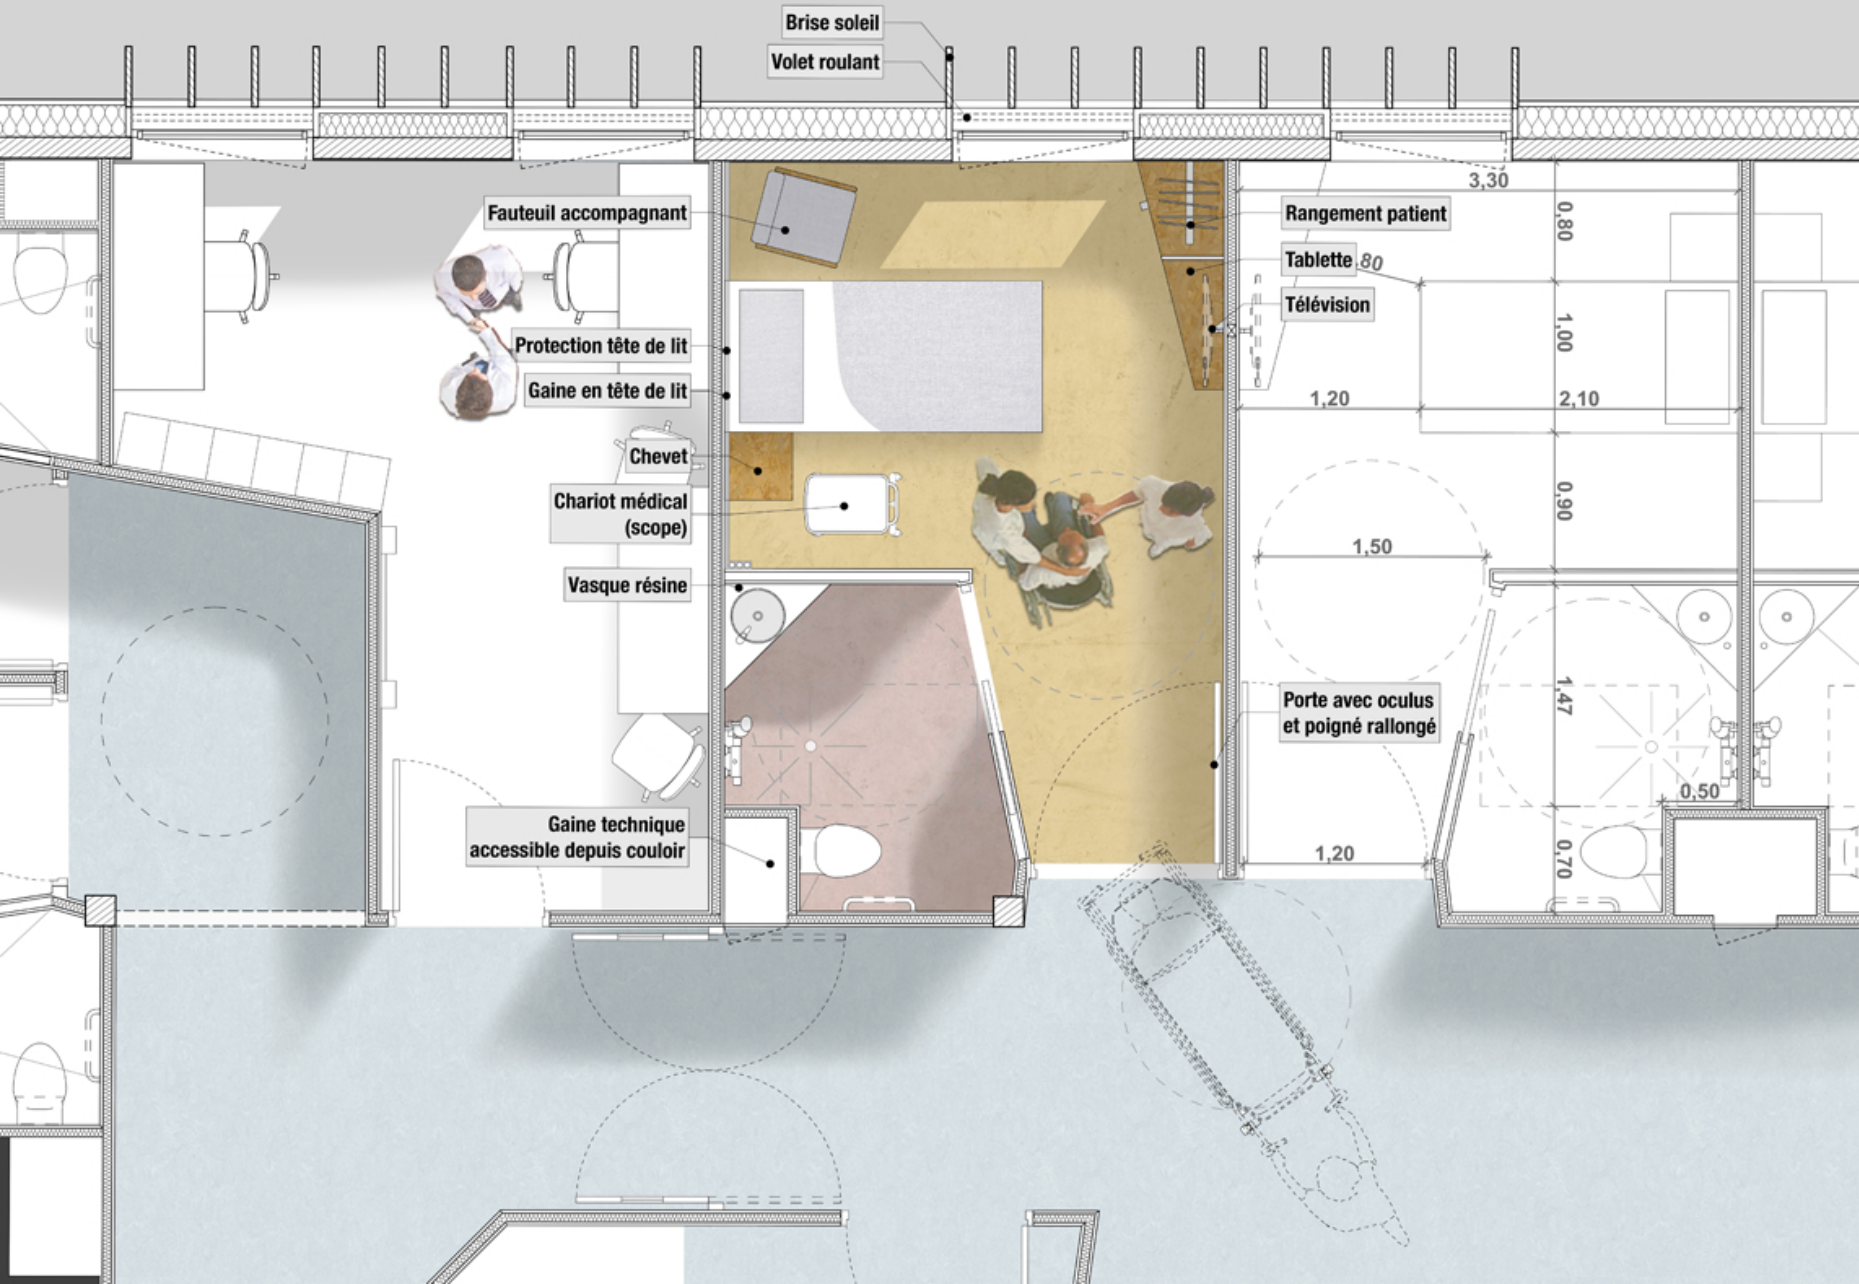 Brise soleil
Volet roulant
3,30
Fauteuil accompagnant
Rangement patient
0,80
Tablette
,80
Télévision
Protection tête de lit
1,00
Gaine en tête de lit
1,20
2,10
Chevet
Chariot médical
(scope)
0,90
1,50
Vasque résine
Porte avec oculus
et poigné rallongé
1,47
0,50
Gaine technique
accessible depuis couloir
1,20
0,70